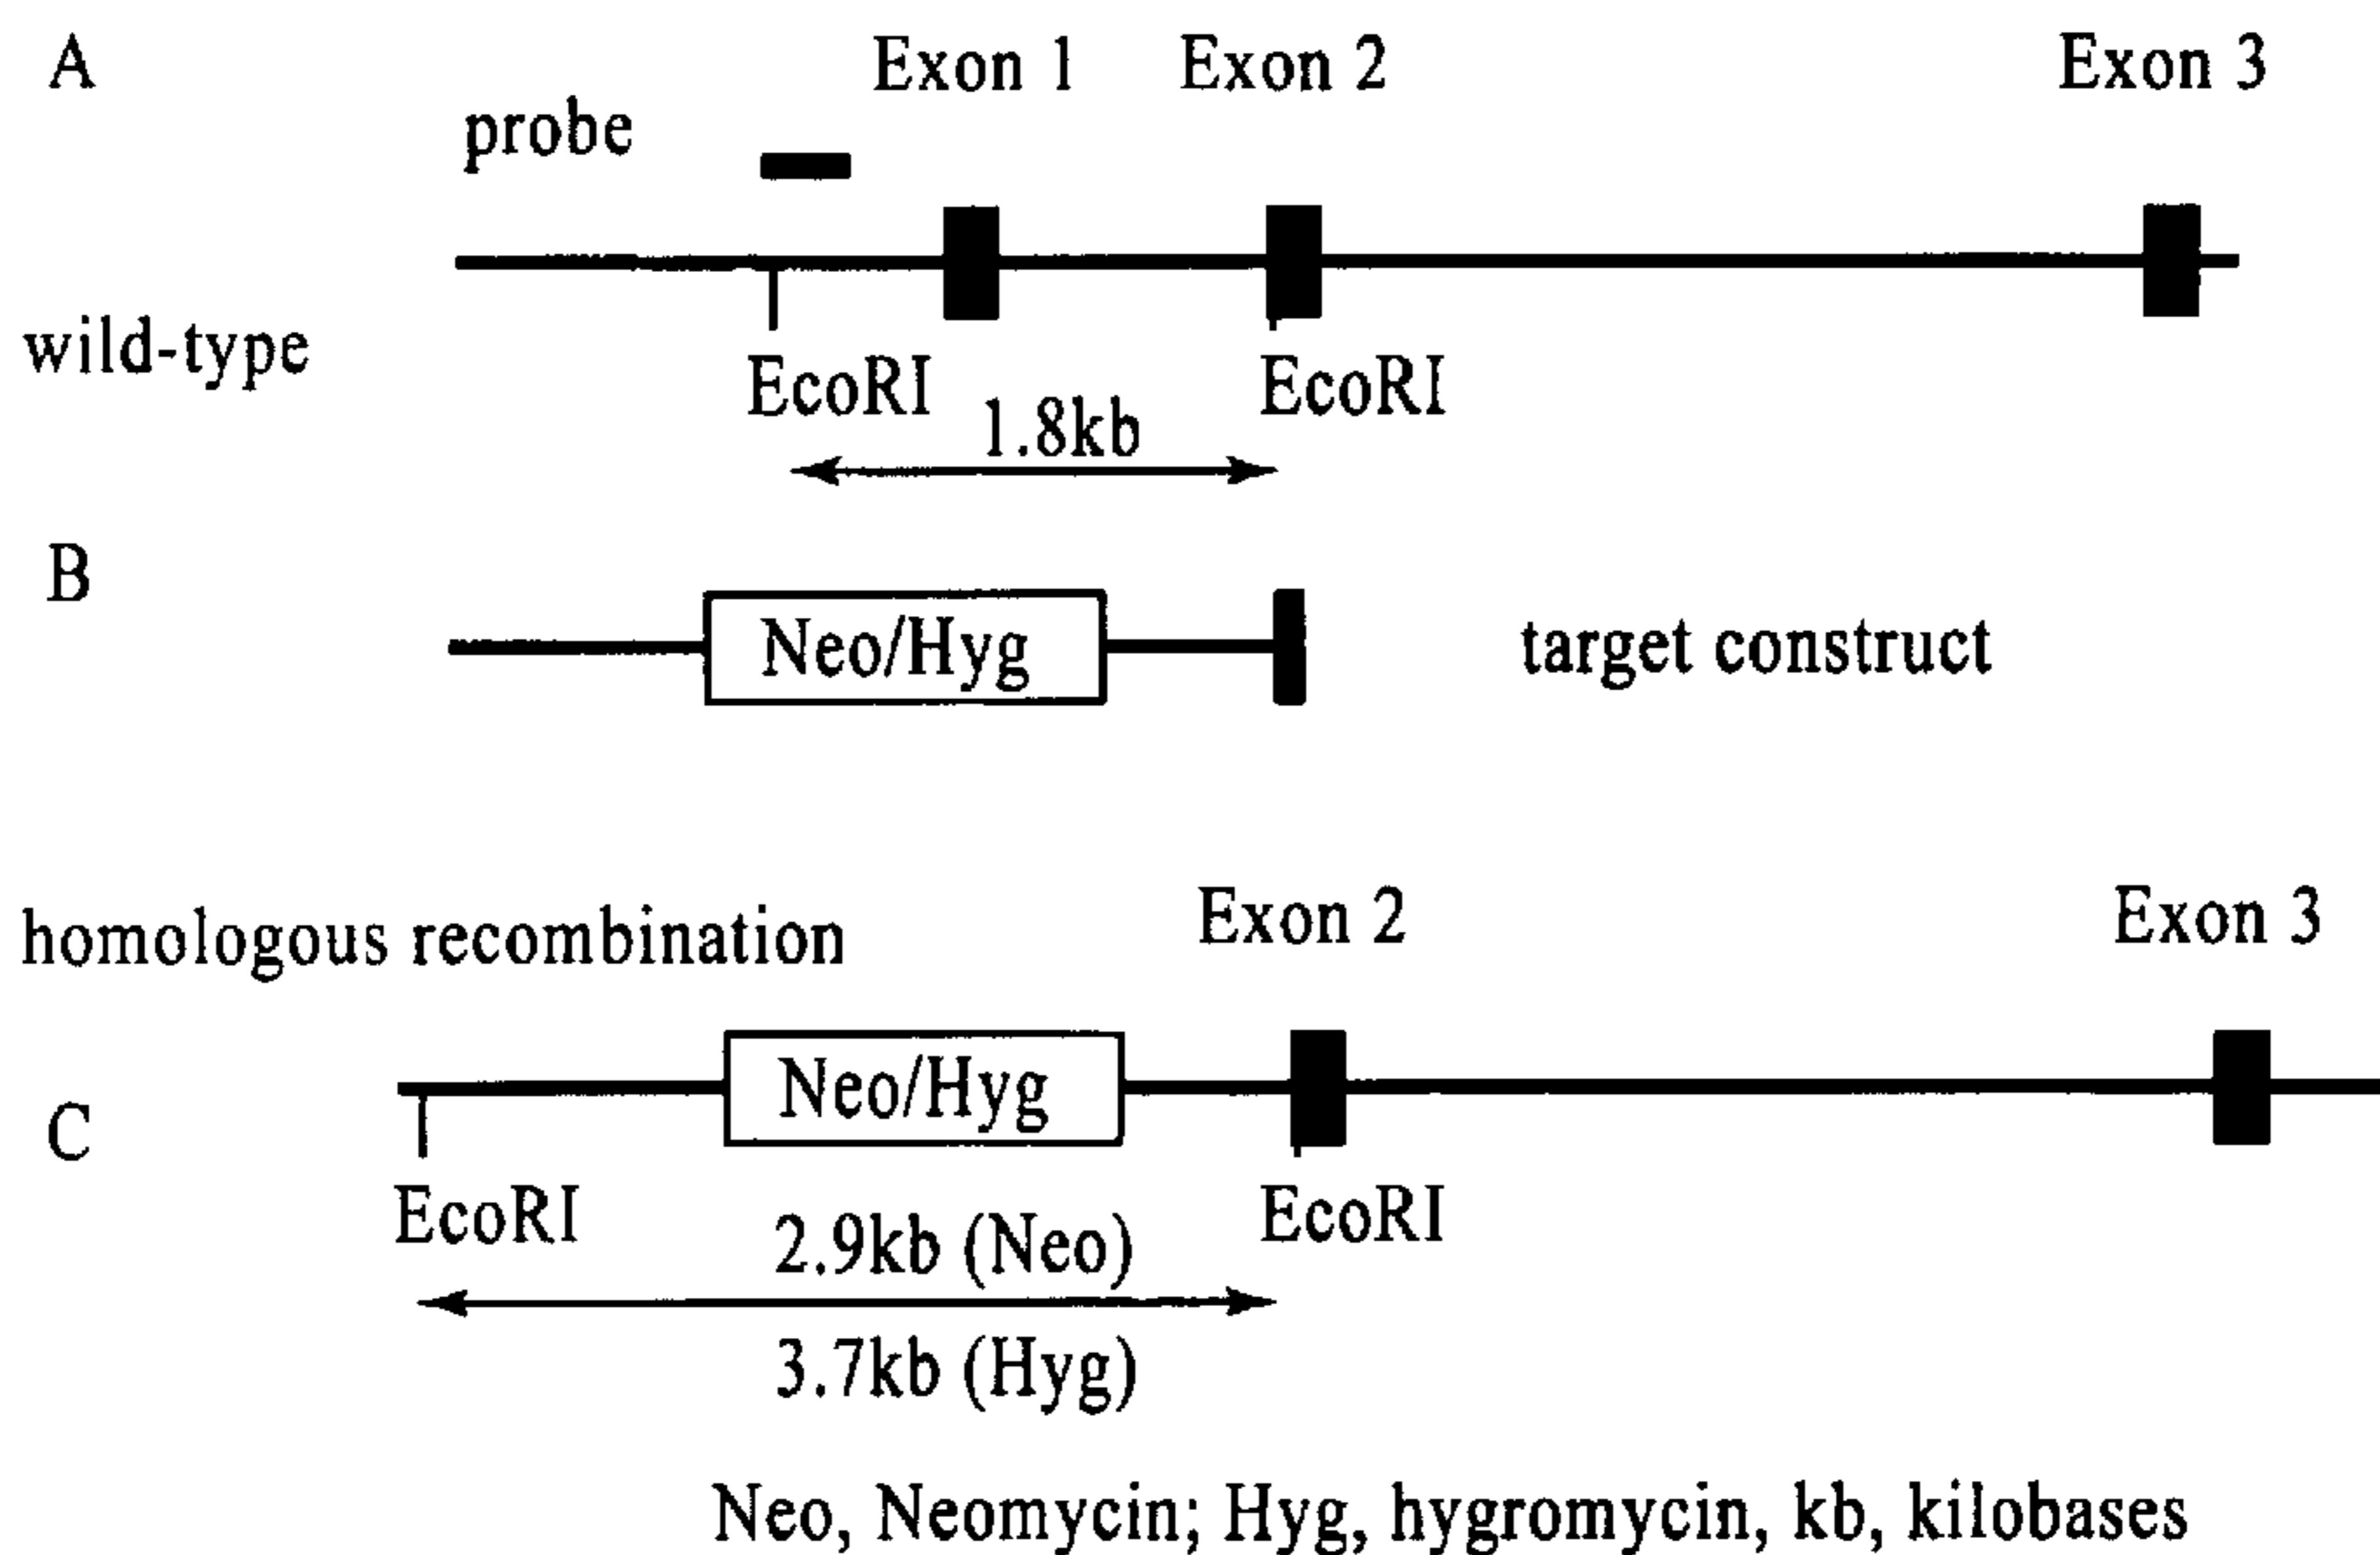 A
Exon 1
Exon 2
Exon 3
probe
wild-type
EcoRI
EcoRI
1.8kb
B
Neo/Hyg
target construct
homologous recombination
Exon 2
Exon 3
Neo/Hyg
C
EcoRI
EcoRI
2.9kb (Neo)
3.7kb (Hyg)
Neo, Neomycin; Hyg, hygromycin, kb, kilobases